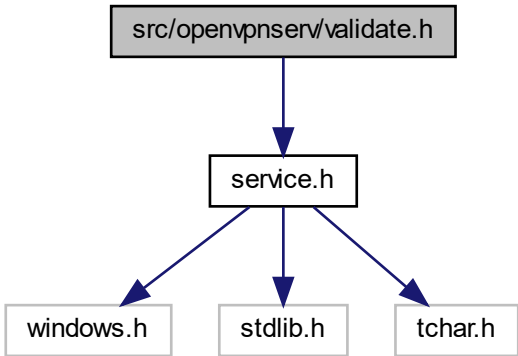 src/openvpnserv/validate.h
service.h
windows.h
stdlib.h
tchar.h